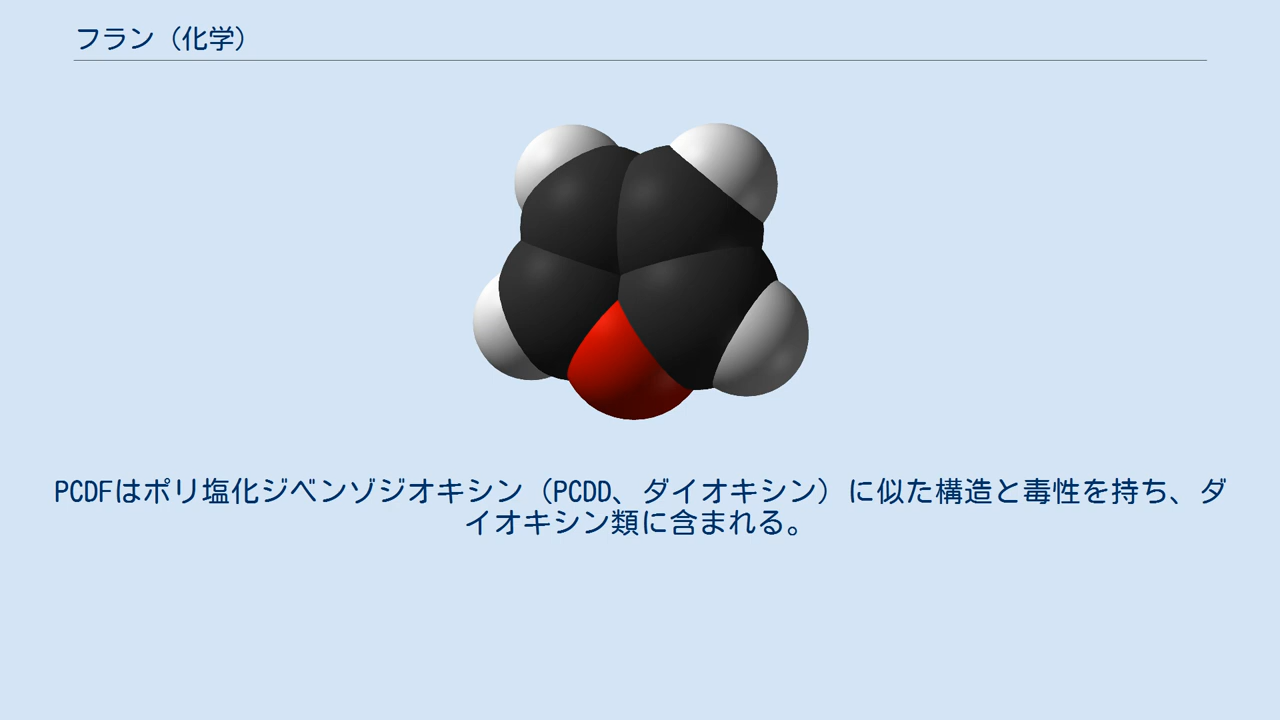 フラン（化学）
PCDFはポリ塩化ジベンゾジオキシン（PCDD、ダイオキシン）に似た構造と毒性を持ち、ダ
イオキシン類に含まれる。